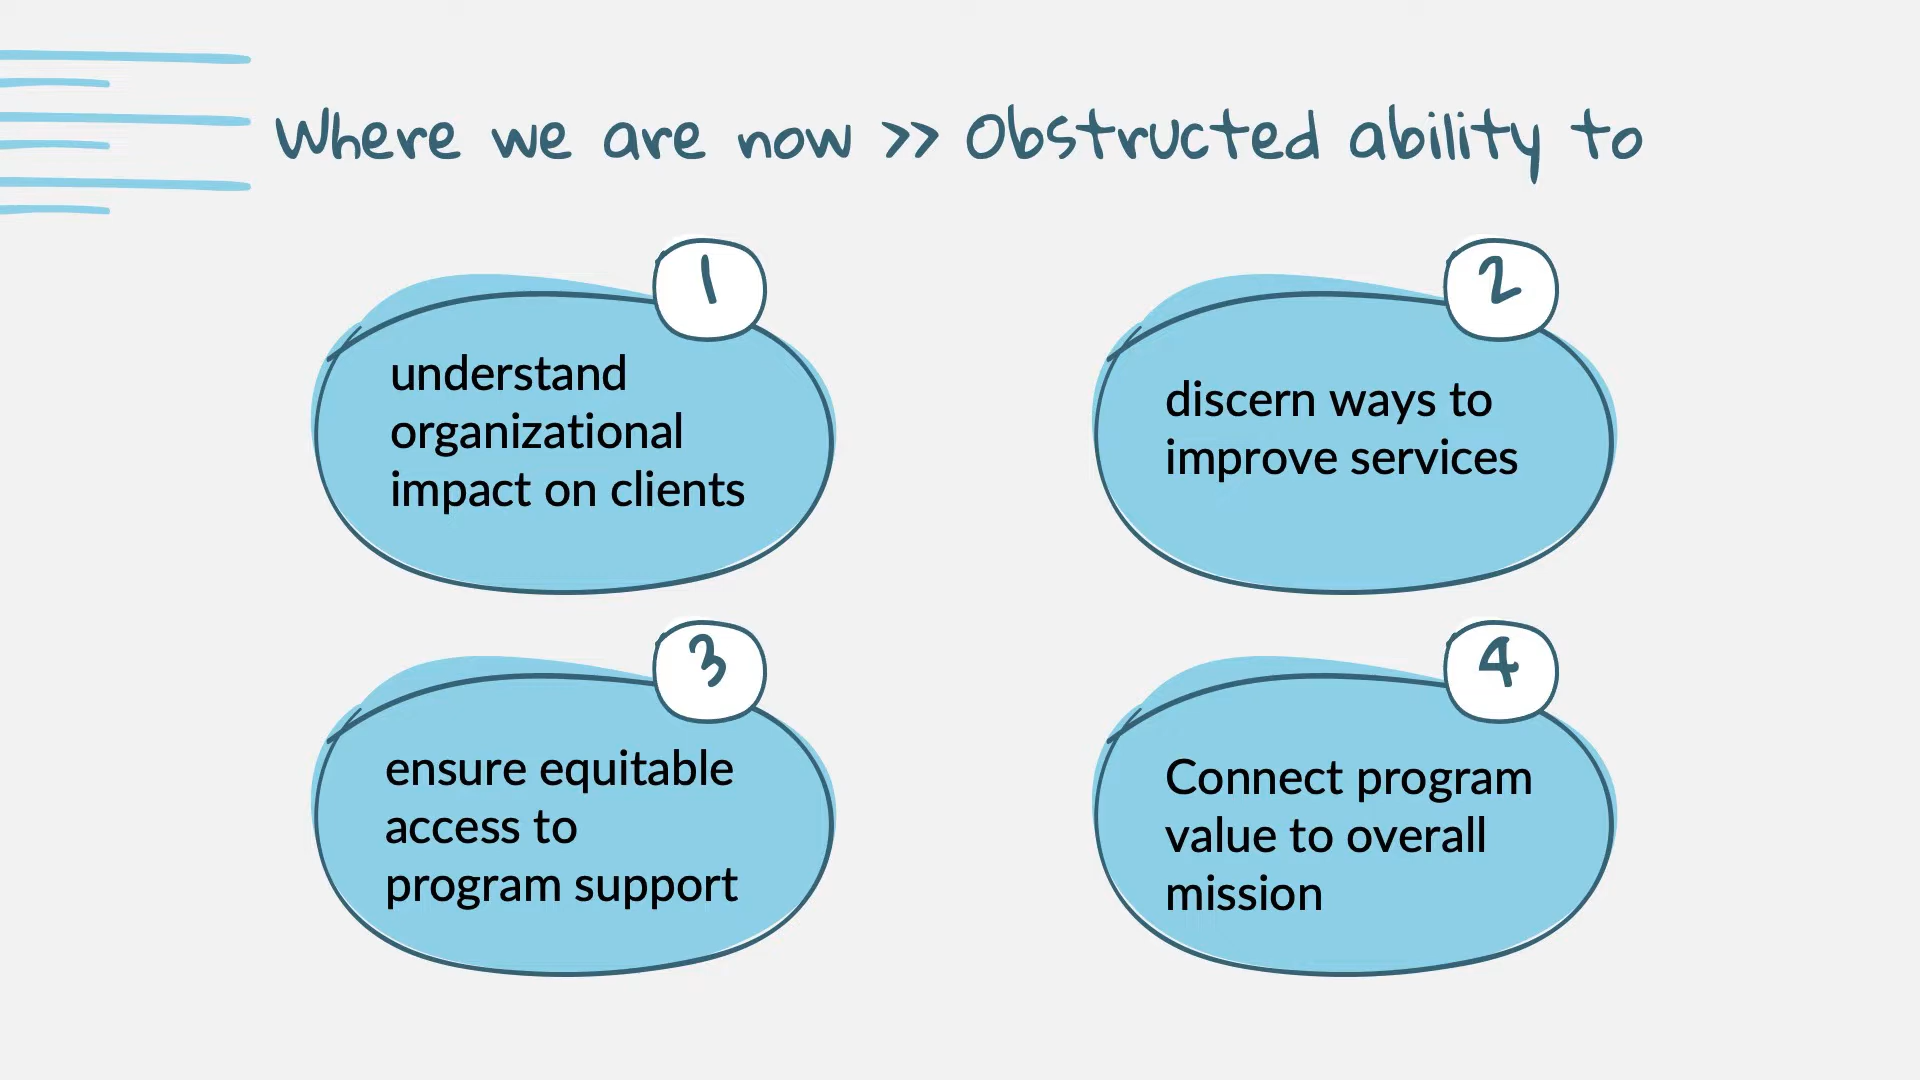 Where we are now >> Obstructed ability to
1
understand
organizational
impact on clients
2
discern ways to
improve services
3
ensure equitable
access to
program support
4
Connect program
value to overall
mission